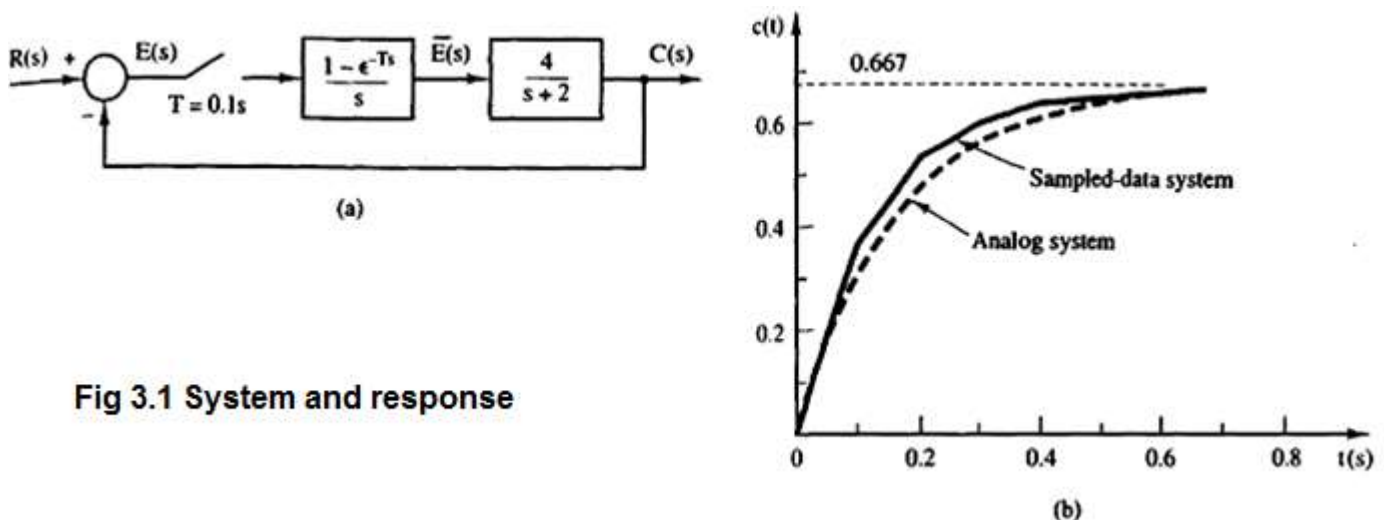 R(s) + E(s) Ē(s) C(s)
1 − ϵ^−Ts
s
4
s + 2
−
T = 0.1s
(a)
Fig 3.1 System and response
c(t)
0.667
0.6
Sampled-data system
0.4
Analog system
0.2
0 0.2 0.4 0.6 0.8 t(s)
(b)